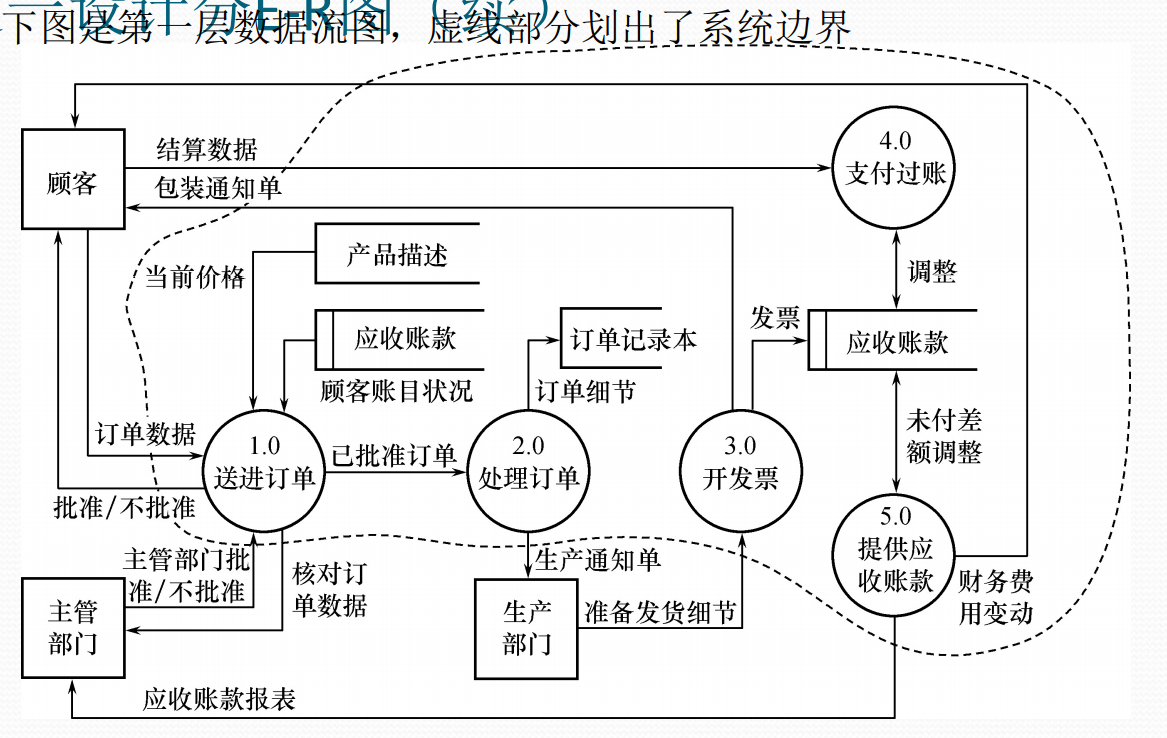 设计分E-R图（续）
下图是第一层数据流图，虚线部分划出了系统边界
顾客
结算数据
包装通知单
4.0
支付过账
产品描述
当前价格
调整
应收账款
顾客账目状况
订单记录本
订单细节
发票
应收账款
订单数据
1.0
送进订单
已批准订单
2.0
处理订单
3.0
开发票
未付差
额调整
批准/不批准
5.0
提供应
收账款
主管部门批
准/不批准
核对订
单数据
生产通知单
财务费
用变动
主管
部门
生产
部门
准备发货细节
应收账款报表